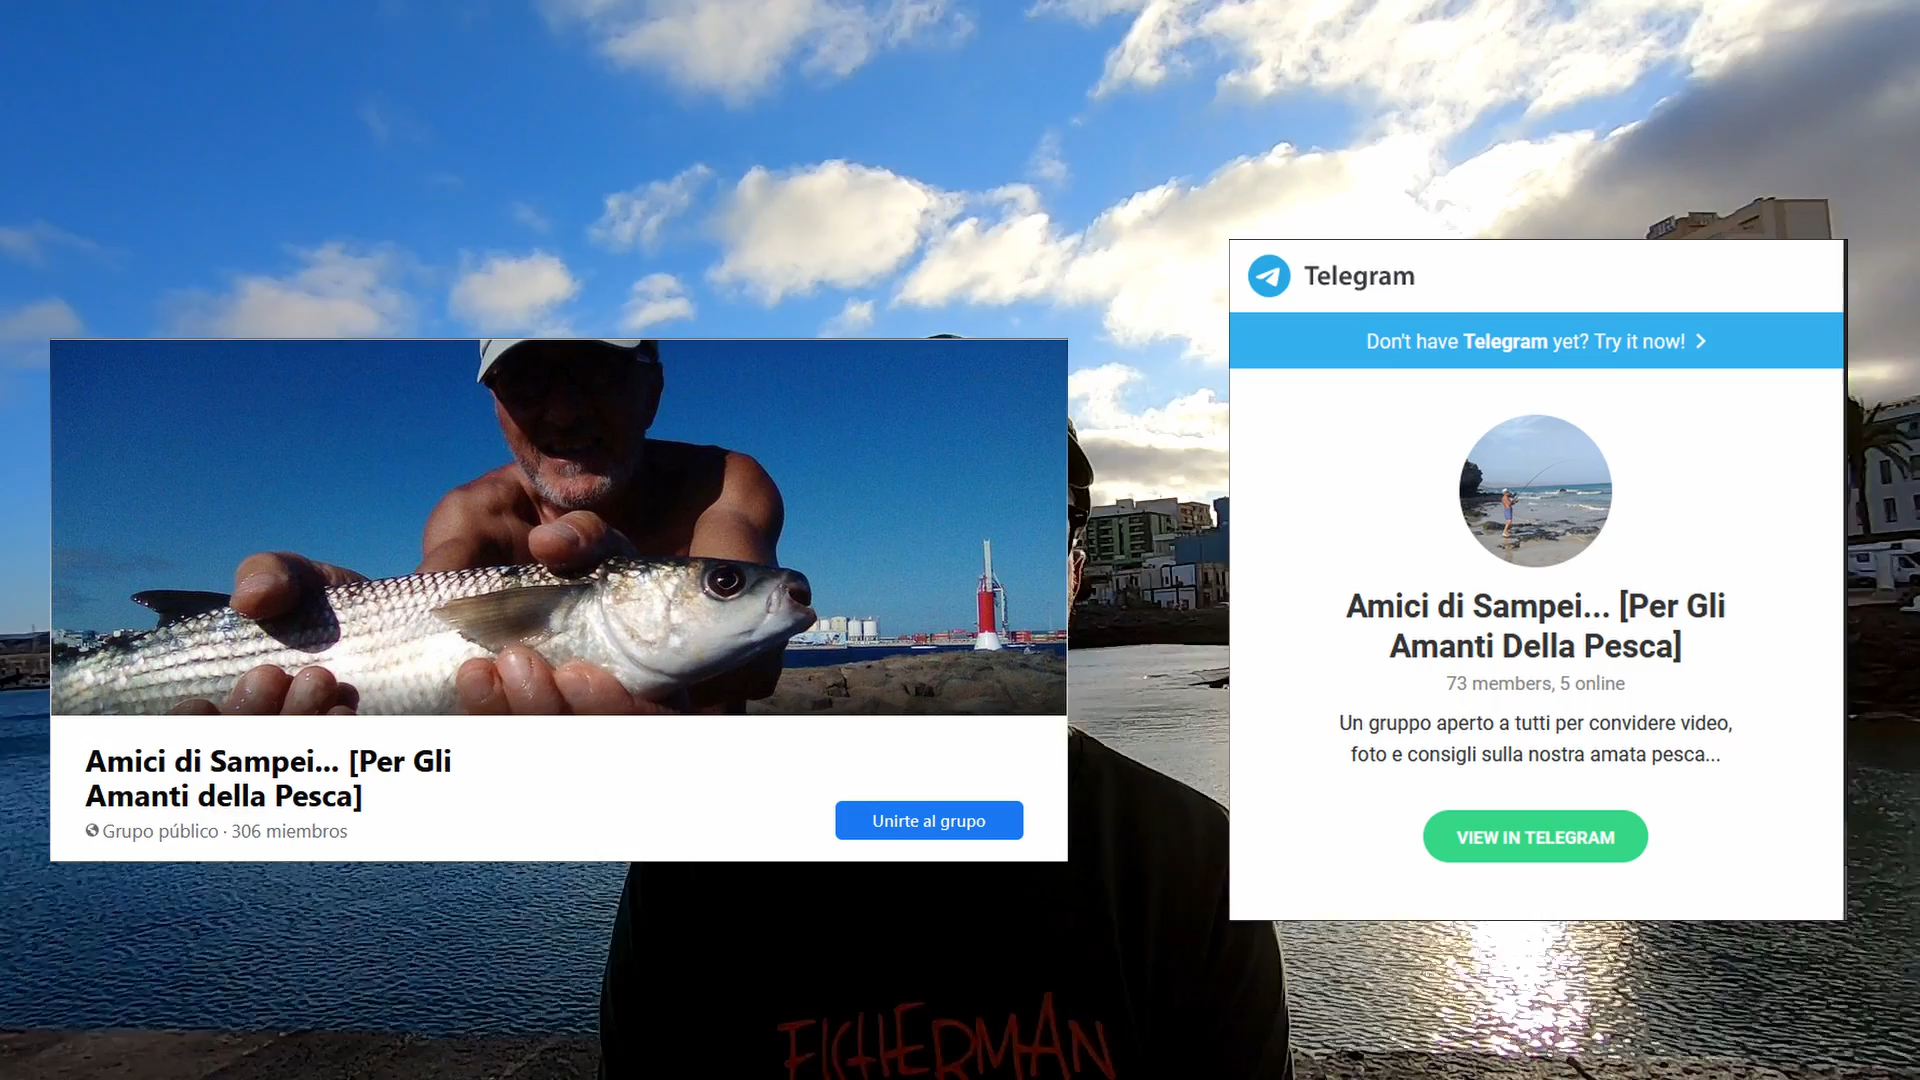 Amici di Sampei... [Per Gli
Amanti della Pesca]
Grupo público · 306 miembros
Unirte al grupo
Telegram
Don't have Telegram yet? Try it now!
Amici di Sampei... [Per Gli
Amanti Della Pesca]
73 members, 5 online
Un gruppo aperto a tutti per convidere video,
foto e consigli sulla nostra amata pesca...
VIEW IN TELEGRAM
FICHERMAN